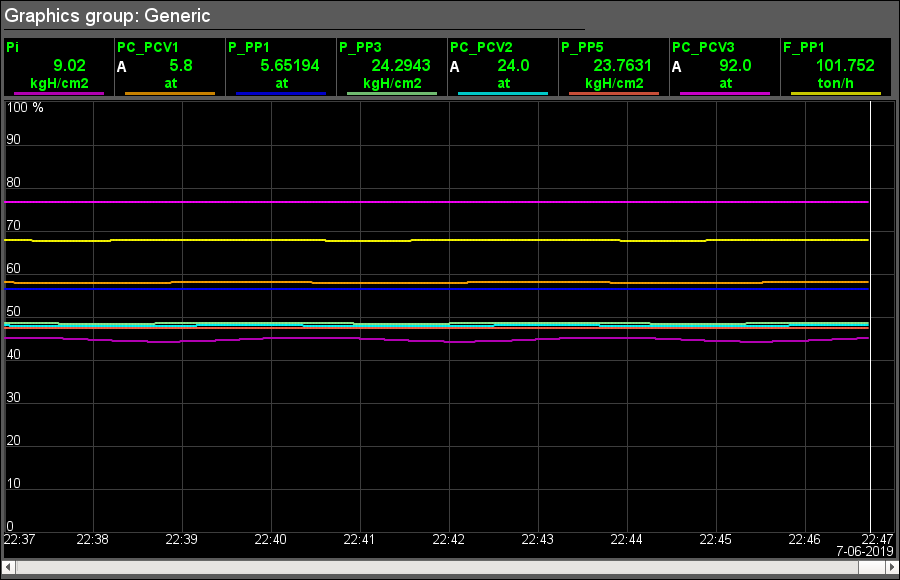 Graphics group: Generic
Pi PC_PCV1 P_PP1 P_PP3 PC_PCV2 P_PP5 PC_PCV3 F_PP1
9.02 A 5.8 5.65194 24.2943 A 24.0 23.7631 A 92.0 101.752
kgH/cm2 at at kgH/cm2 at kgH/cm2 at ton/h
100 %
90
80
70
60
50
40
30
20
10
0
22:37 22:38 22:39 22:40 22:41 22:42 22:43 22:44 22:45 22:46 22:47
7-06-2019